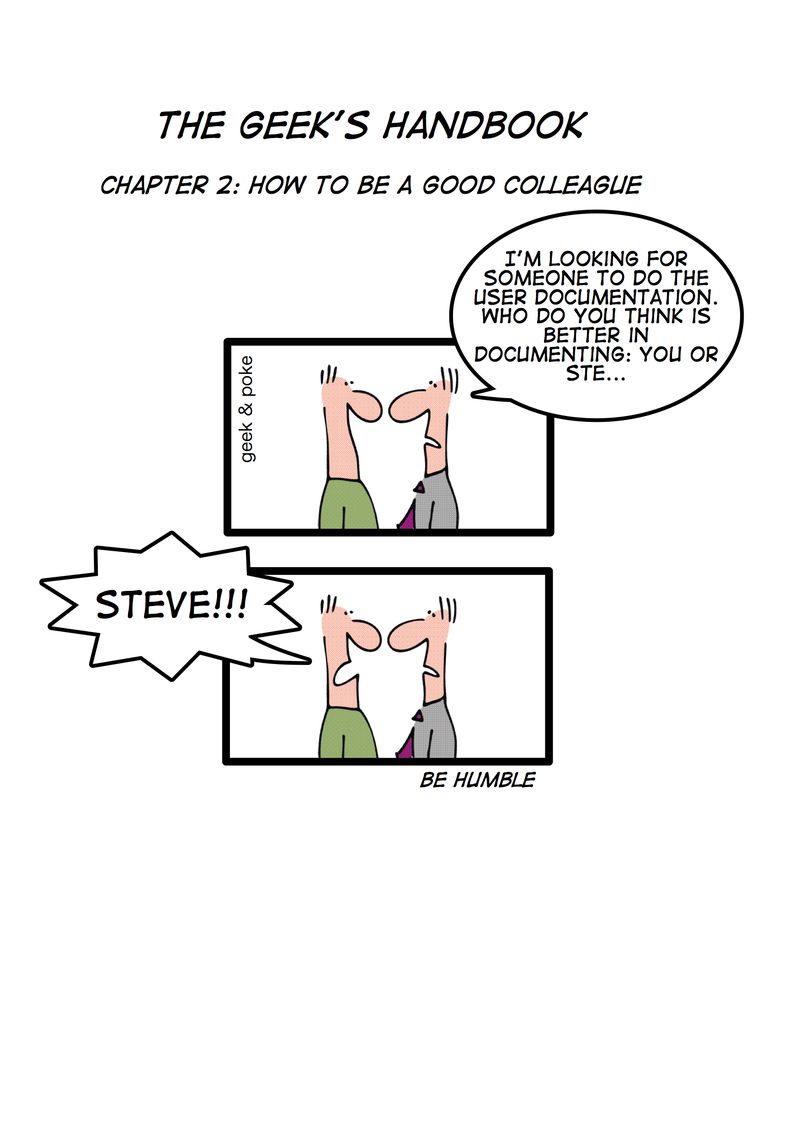 THE GEEK'S HANDBOOK
CHAPTER 2: HOW TO BE A GOOD COLLEAGUE
I'M LOOKING FOR
SOMEONE TO DO THE
USER DOCUMENTATION.
WHO DO YOU THINK IS
BETTER IN
DOCUMENTING: YOU OR
STE...
geek & poke
STEVE!!!
BE HUMBLE